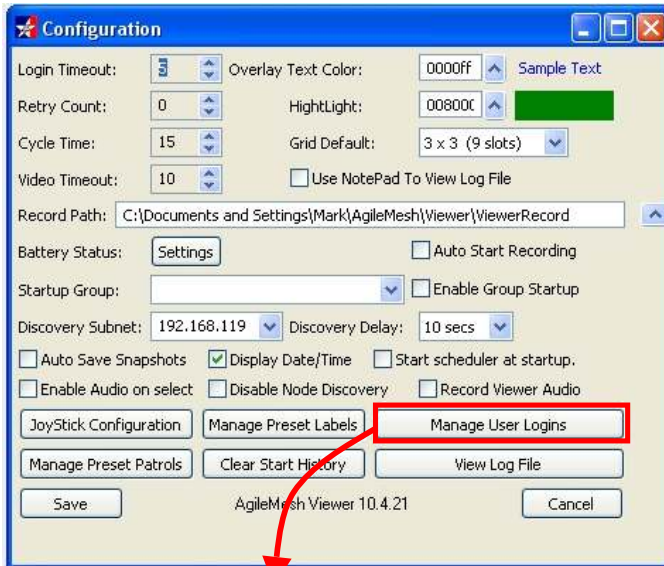 Configuration
Login Timeout: 3 Overlay Text Color: 0000ff Sample Text
Retry Count: 0 HightLight: 00800C
Cycle Time: 15 Grid Default: 3 x 3 (9 slots)
Video Timeout: 10 Use NotePad To View Log File
Record Path: C:\Documents and Settings\Mark\AgileMesh\Viewer\ViewerRecord
Battery Status: Settings Auto Start Recording
Startup Group: Enable Group Startup
Discovery Subnet: 192.168.119 Discovery Delay: 10 secs
Auto Save Snapshots Display Date/Time Start scheduler at startup.
Enable Audio on select Disable Node Discovery Record Viewer Audio
JoyStick Configuration Manage Preset Labels Manage User Logins
Manage Preset Patrols Clear Start History View Log File
Save AgileMesh Viewer 10.4.21 Cancel